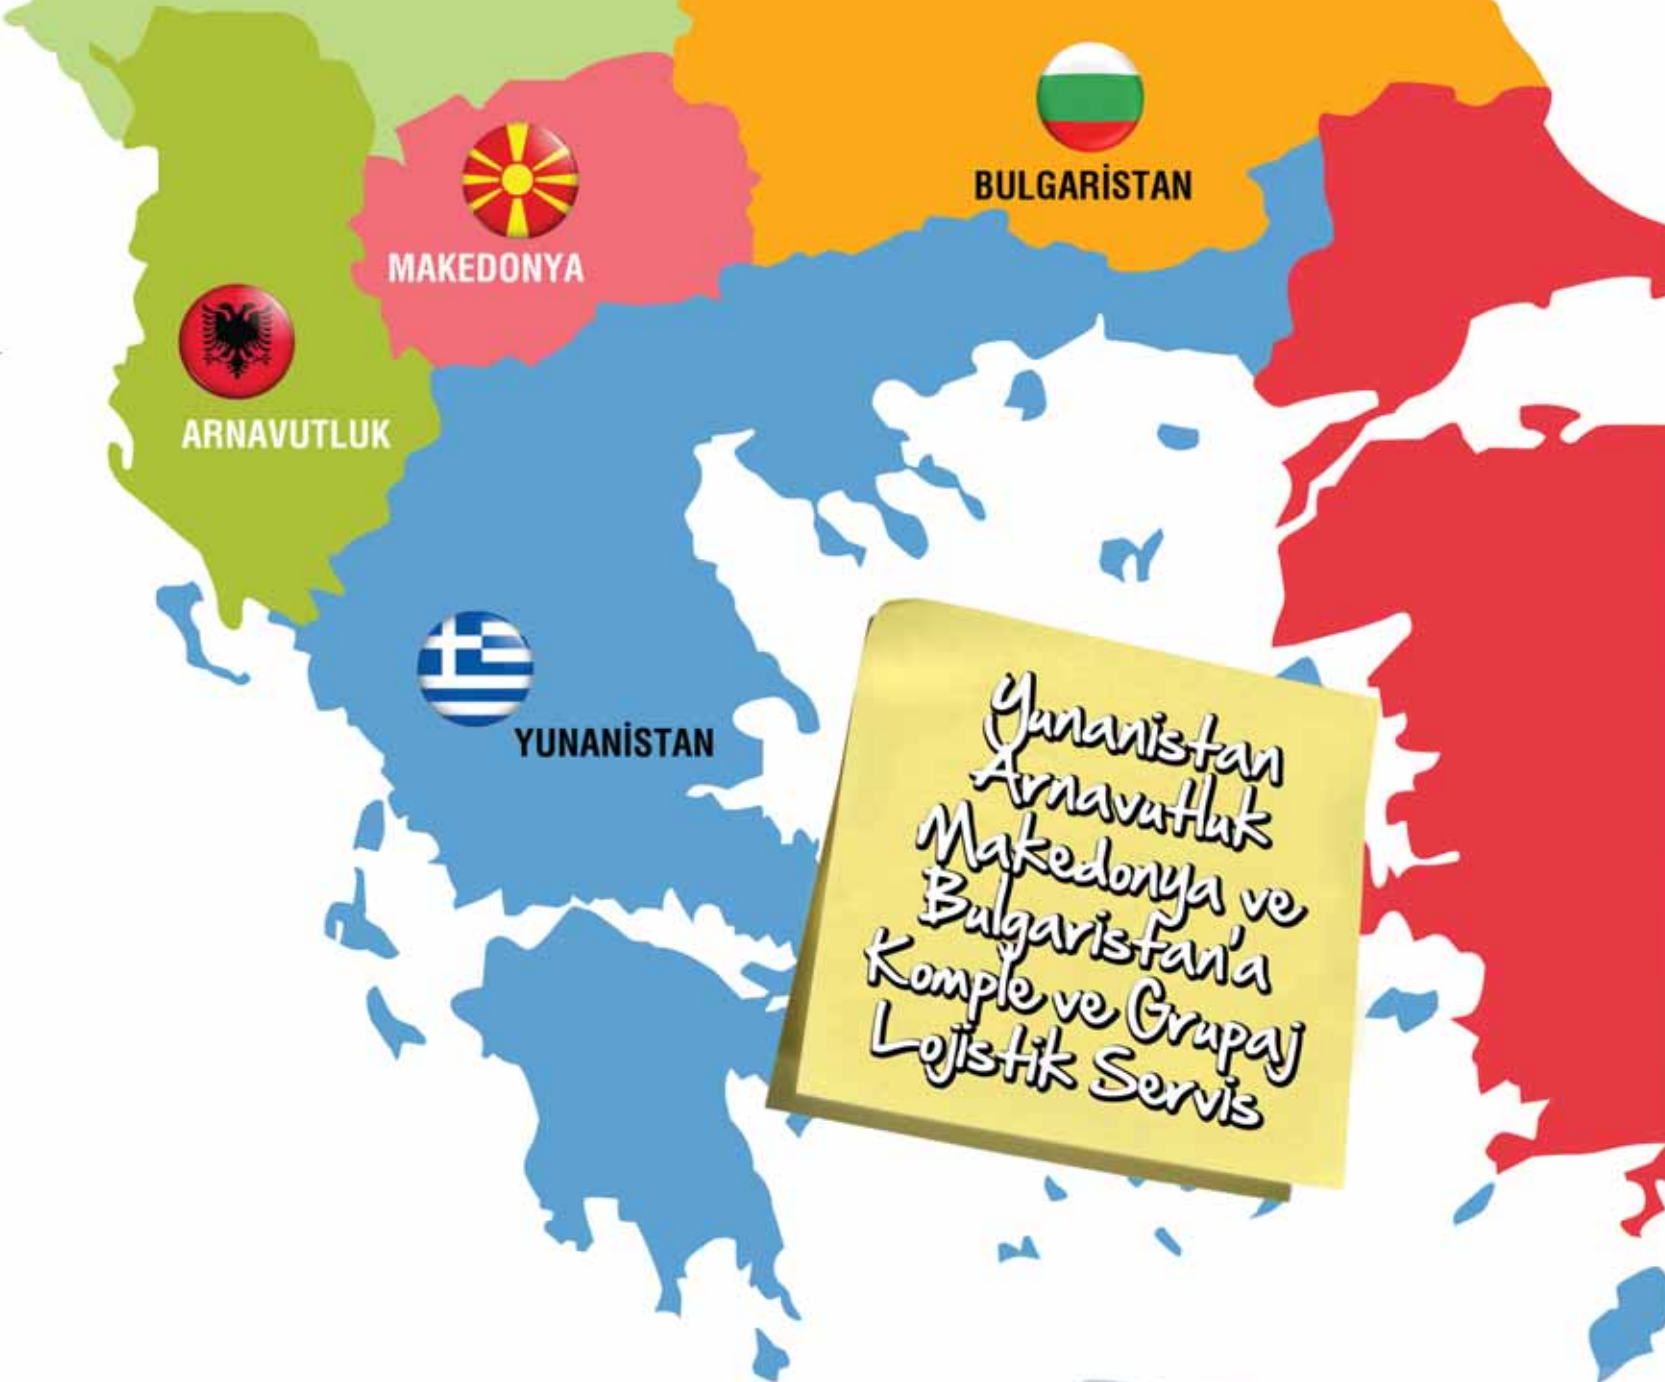 BULGARİSTAN
MAKEDONYA
ARNAVUTLUK
YUNANİSTAN
Yunanistan
Arnavutluk
Makedonya ve
Bulgaristan'a
Komple ve Grupaj
Lojistik Servis